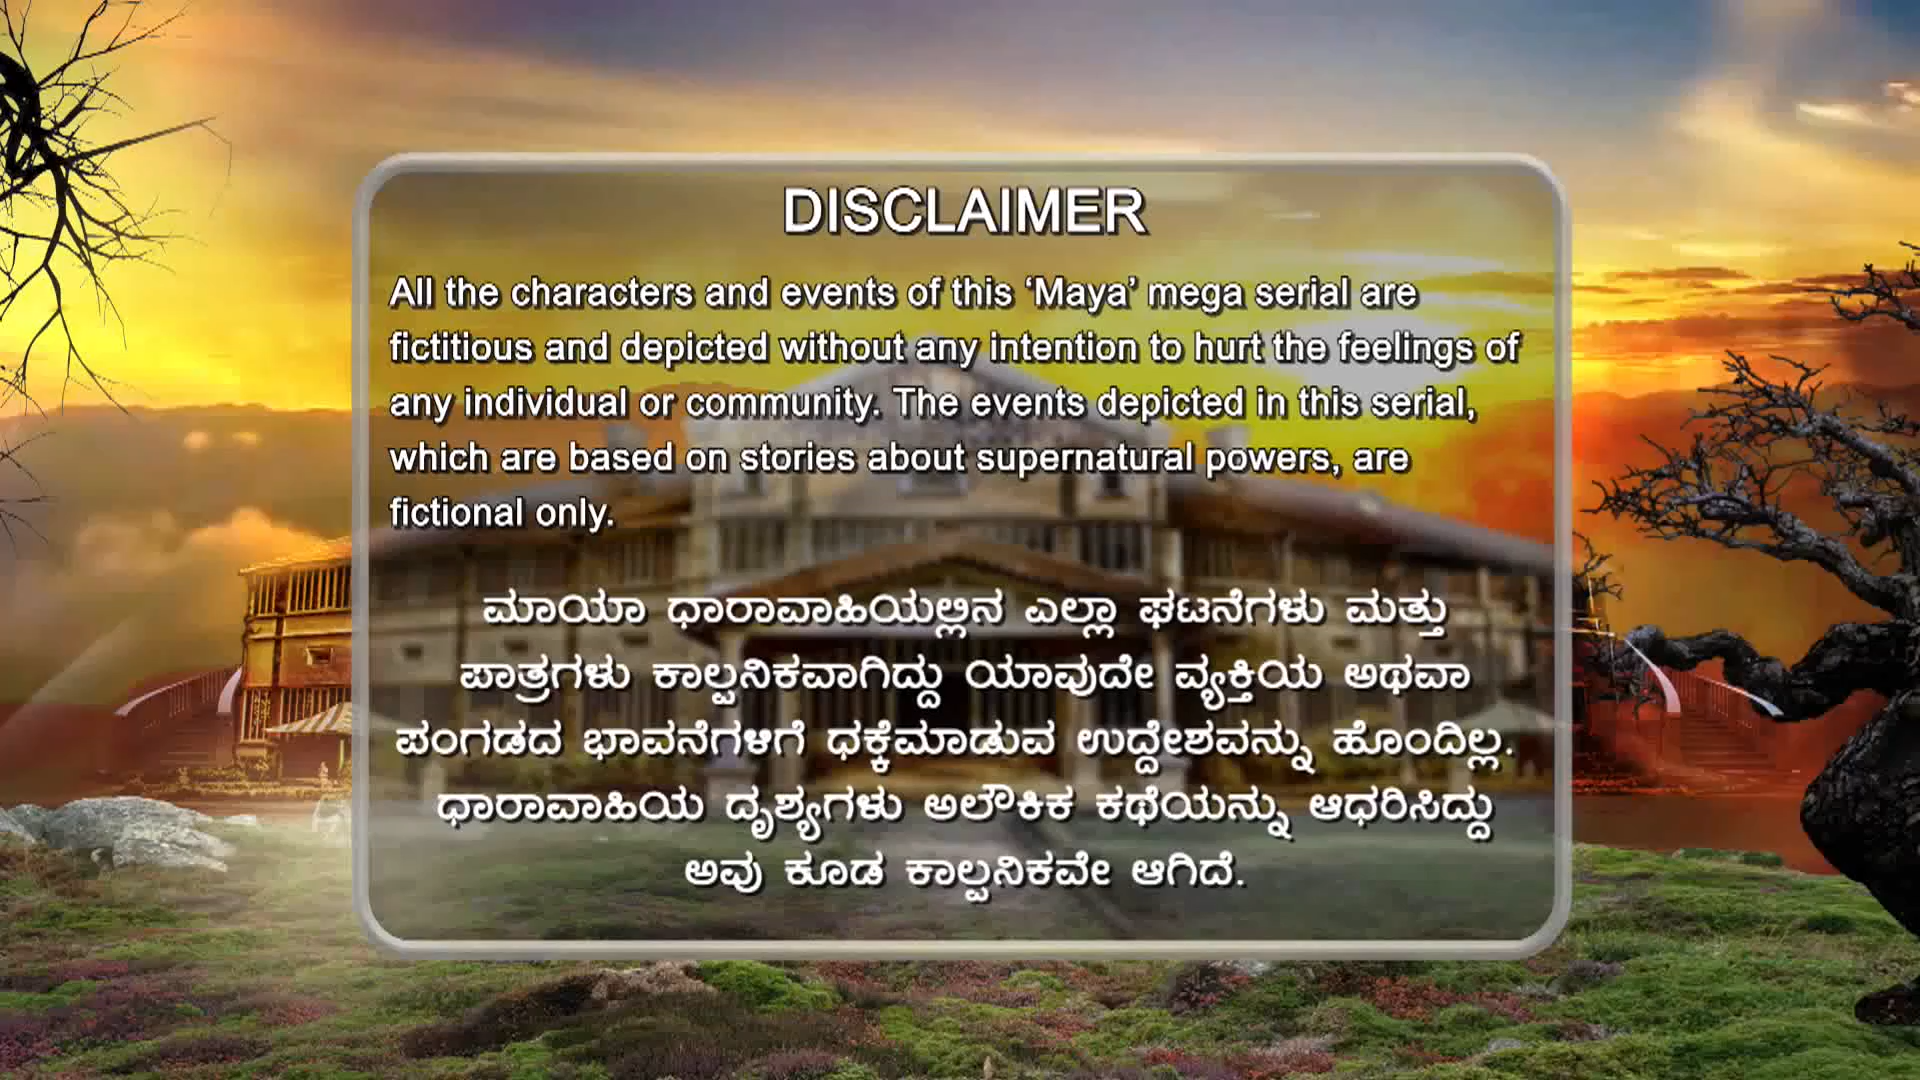 DISCLAIMER
All the characters and events of this ‘Maya’ mega serial are
fictitious and depicted without any intention to hurt the feelings of
any individual or community. The events depicted in this serial,
which are based on stories about supernatural powers, are
fictional only.
ಮಾಯಾ ಧಾರಾವಾಹಿಯಲ್ಲಿನ ಎಲ್ಲಾ ಘಟನೆಗಳು ಮತ್ತು
ಪಾತ್ರಗಳು ಕಾಲ್ಪನಿಕವಾಗಿದ್ದು ಯಾವುದೇ ವ್ಯಕ್ತಿಯ ಅಥವಾ
ಪಂಗಡದ ಭಾವನೆಗಳಿಗೆ ಧಕ್ಕೆಮಾಡುವ ಉದ್ದೇಶವನ್ನು ಹೊಂದಿಲ್ಲ.
ಧಾರಾವಾಹಿಯ ದೃಶ್ಯಗಳು ಅಲೌಕಿಕ ಕಥೆಯನ್ನು ಆಧರಿಸಿದ್ದು
ಅವು ಕೂಡ ಕಾಲ್ಪನಿಕವೇ ಆಗಿದೆ.